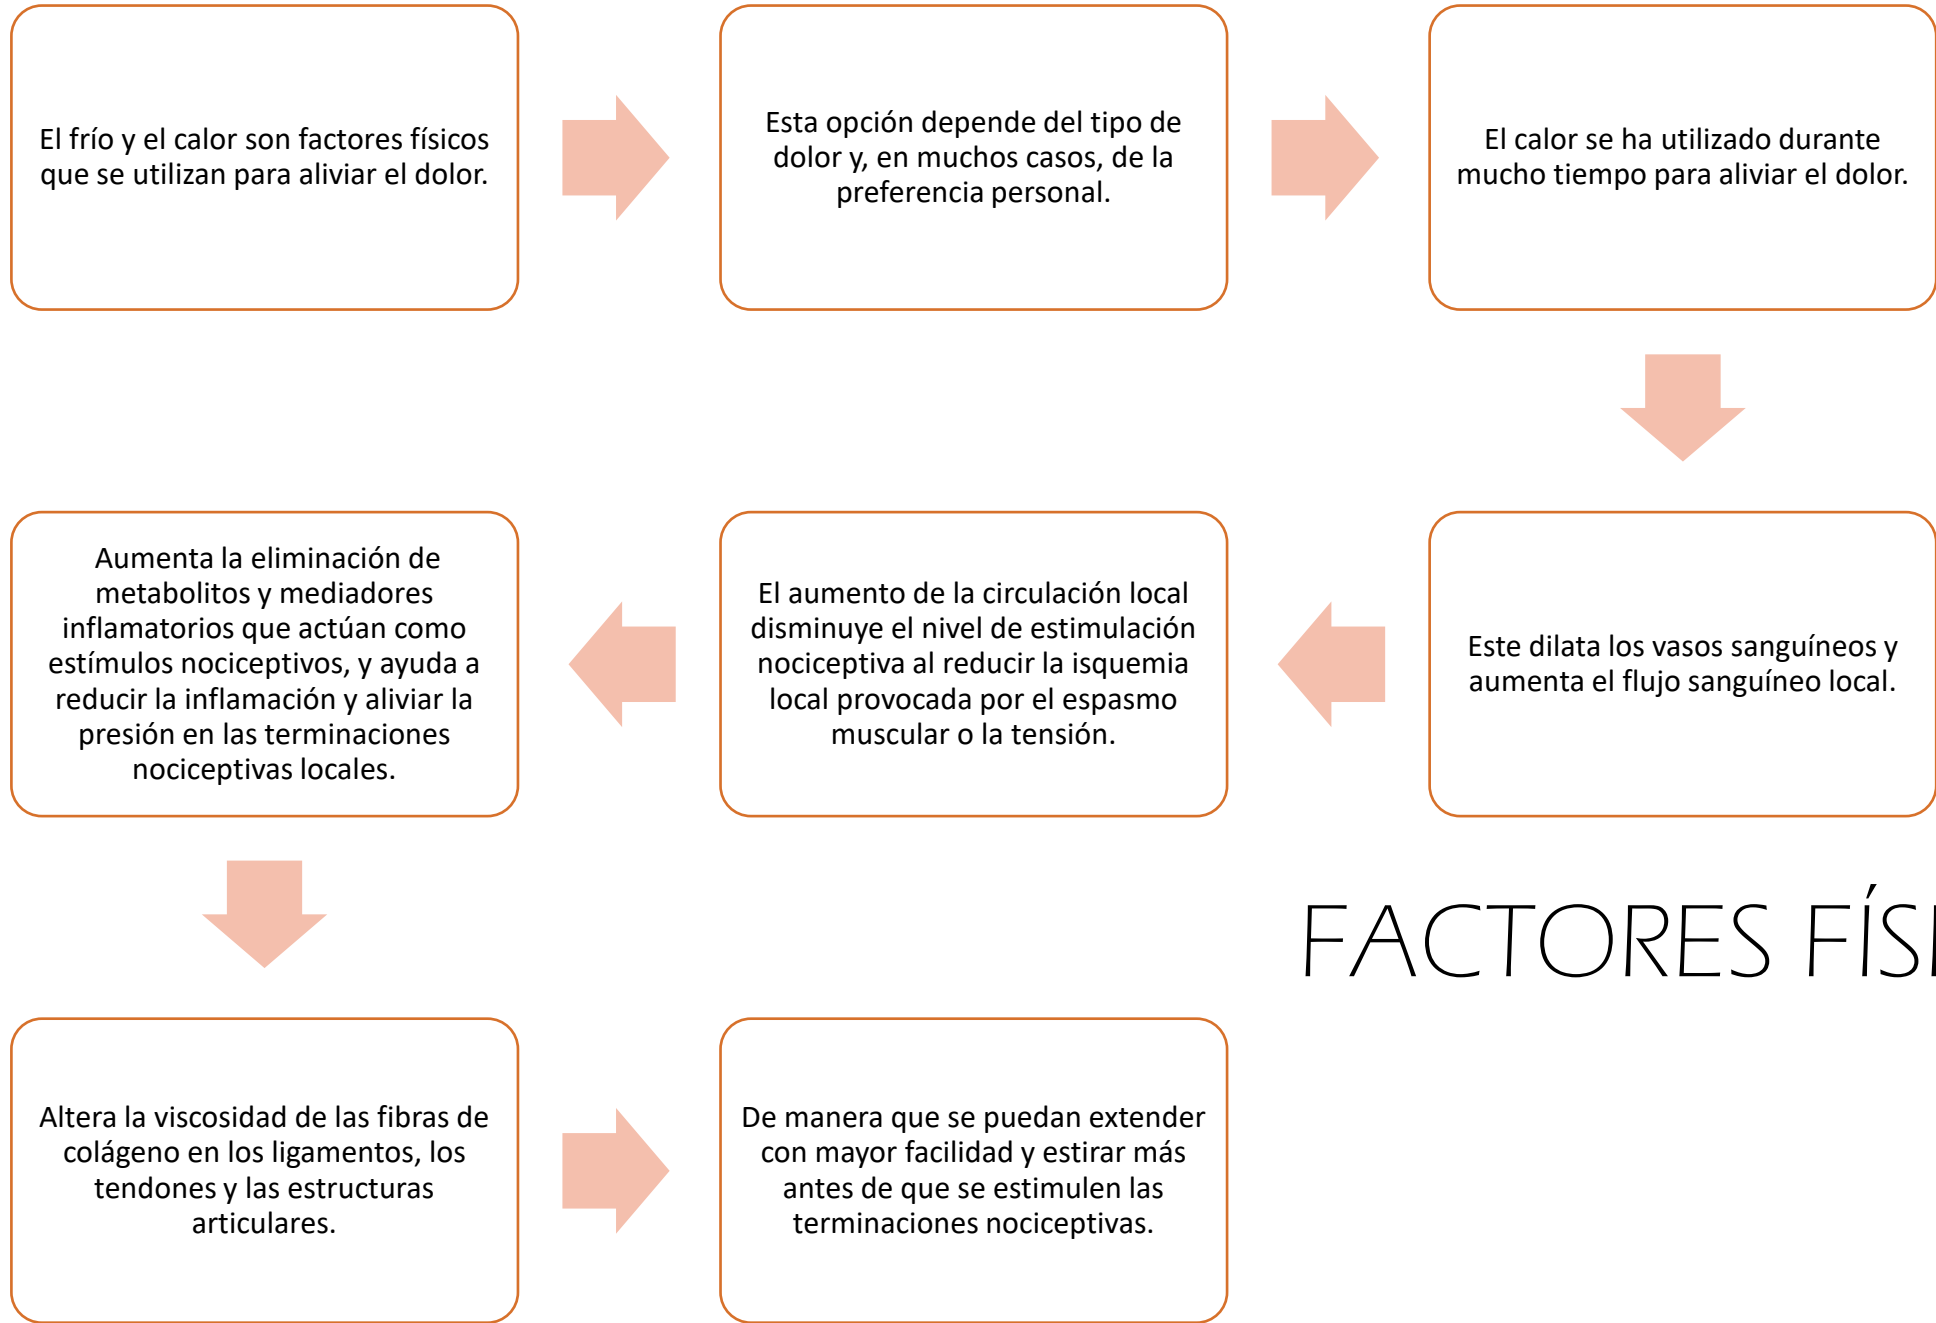 El frío y el calor son factores físicos
que se utilizan para aliviar el dolor.
Esta opción depende del tipo de
dolor y, en muchos casos, de la
preferencia personal.
El calor se ha utilizado durante
mucho tiempo para aliviar el dolor.
Este dilata los vasos sanguíneos y
aumenta el flujo sanguíneo local.
El aumento de la circulación local
disminuye el nivel de estimulación
nociceptiva al reducir la isquemia
local provocada por el espasmo
muscular o la tensión.
Aumenta la eliminación de
metabolitos y mediadores
inflamatorios que actúan como
estímulos nociceptivos, y ayuda a
reducir la inflamación y aliviar la
presión en las terminaciones
nociceptivas locales.
Altera la viscosidad de las fibras de
colágeno en los ligamentos, los
tendones y las estructuras
articulares.
De manera que se puedan extender
con mayor facilidad y estirar más
antes de que se estimulen las
terminaciones nociceptivas.
FACTORES